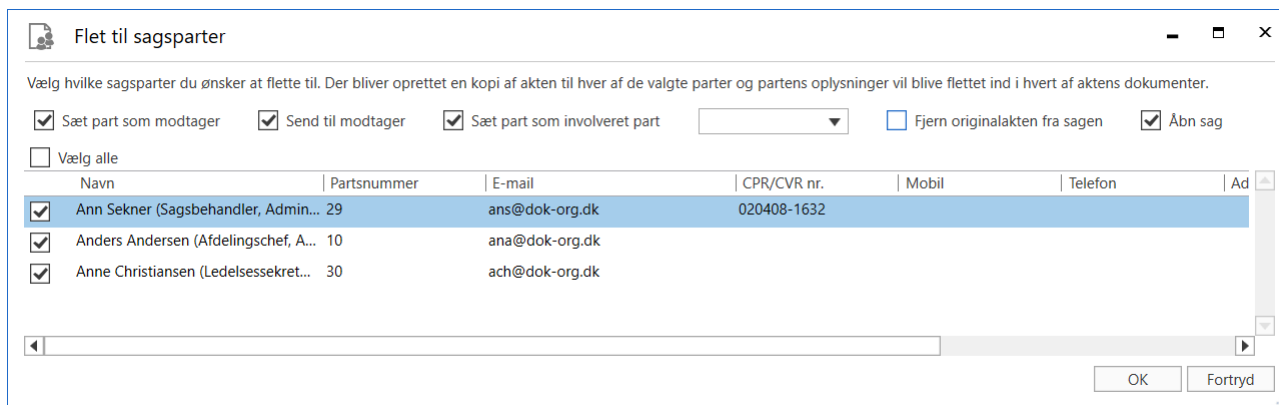 Flet til sagsparter
Vælg hvilke sagsparter du ønsker at flette til. Der bliver oprettet en kopi af akten til hver af de valgte parter og partens oplysninger vil blive flettet ind i hvert af aktens dokumenter.
Sæt part som modtager Send til modtager Sæt part som involveret part Fjern originalakten fra sagen Åbn sag
Vælg alle
Navn Partsnummer E-mail CPR/CVR nr. Mobil Telefon Ad
Ann Sekner (Sagsbehandler, Admin... 29 ans@dok-org.dk 020408-1632
Anders Andersen (Afdelingschef, A... 10 ana@dok-org.dk
Anne Christiansen (Ledelsessekret... 30 ach@dok-org.dk
OK Fortryd